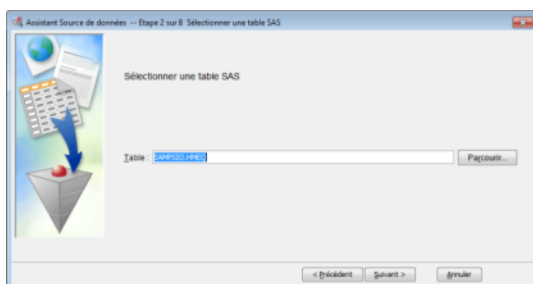 Assistant Source de données -- Etape 2 sur 8 Sélectionner une table SAS
Sélectionner une table SAS
Table : SAMPSIO.HMEQ Parcourir...
< Précédent Suivant > Annuler